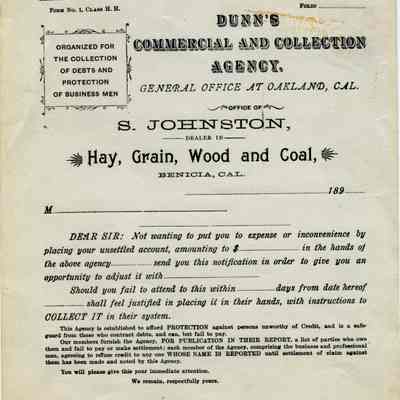 Form No. 1, Class H. H.
Folio
ORGANIZED FOR
THE COLLECTION
OF DEBTS AND
PROTECTION
OF BUSINESS MEN
DUNN'S
COMMERCIAL AND COLLECTION
AGENCY.
GENERAL OFFICE AT OAKLAND, CAL.
OFFICE OF
S. JOHNSTON,
DEALER IN
Hay, Grain, Wood and Coal,
BENICIA, CAL.
189
M
DEAR SIR: Not wanting to put you to expense or inconvenience by
placing your unsettled account, amounting to $ in the hands of
the above agency send you this notification in order to give you an
opportunity to adjust it with
Should you fail to attend to this within days from date hereof
shall feel justified in placing it in their hands, with instructions to
COLLECT IT in their system.
This Agency is established to afford PROTECTION against persons unworthy of Credit, and is a safe-
guard from those who contract debts, and can, but fail to pay.
Our members furnish the Agency, FOR PUBLICATION IN THEIR REPORT, a list of parties who owe
them and fail to pay or make settlement; each member of the Agency, comprising the business and professional
men, agreeing to refuse credit to any one WHOSE NAME IS REPORTED until settlement of claim against
them has been made and noted by this Agency.
You will please give this your immediate attention.
We remain, respectfully yours.